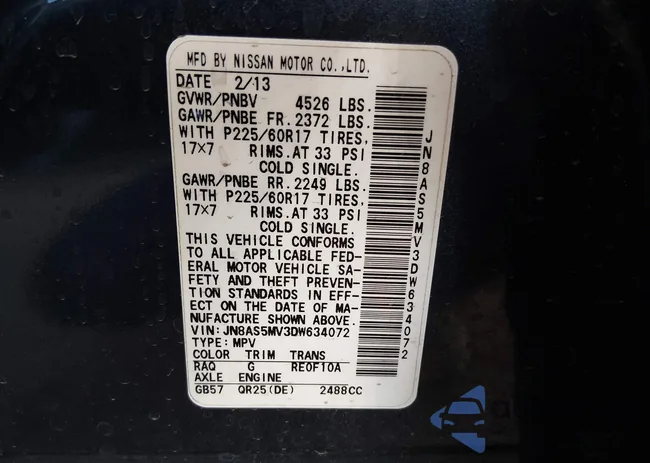 MFD BY NISSAN MOTOR CO.,LTD.
DATE 2/13
GVWR/PNBV 4526 LBS.
GAWR/PNBE FR. 2372 LBS.
WITH P225/60R17 TIRES,
17×7 RIMS. AT 33 PSI
COLD SINGLE.
GAWR/PNBE RR. 2249 LBS.
WITH P225/60R17 TIRES,
17×7 RIMS. AT 33 PSI
COLD SINGLE.
THIS VEHICLE CONFORMS
TO ALL APPLICABLE FED-
ERAL MOTOR VEHICLE SA-
FETY AND THEFT PREVEN-
TION STANDARDS IN EFF-
ECT ON THE DATE OF MA-
NUFACTURE SHOWN ABOVE.
VIN: JN8AS5MV3DW634072
TYPE: MPV
COLOR TRIM TRANS
RAQ G RE0F10A
AXLE ENGINE
GB57 QR25(DE) 2488CC
JN8AS5MV3DW634072